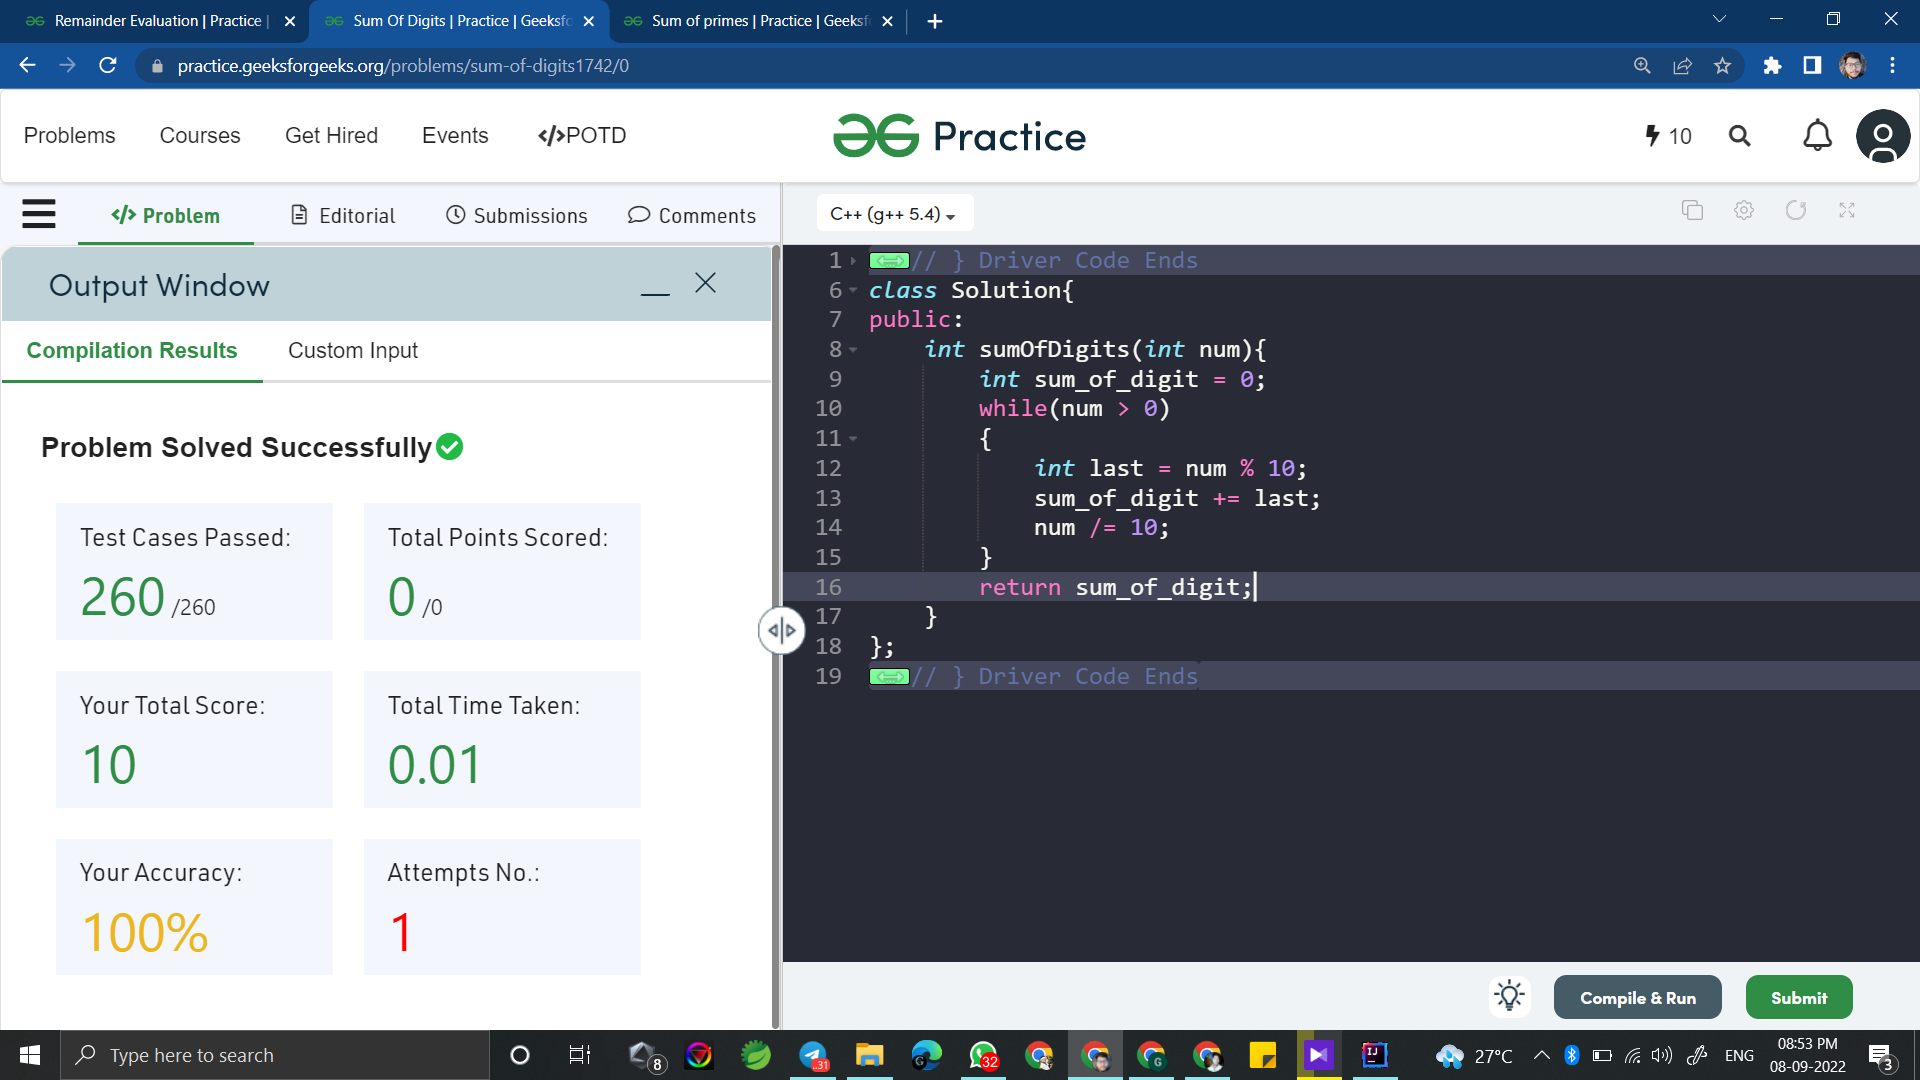 Remainder Evaluation | Practice |
Sum Of Digits | Practice | Geeksfo
Sum of primes | Practice | Geeksf
practice.geeksforgeeks.org/problems/sum-of-digits1742/0
Problems
Courses
Get Hired
Events
</>POTD
Practice
10
</> Problem
Editorial
Submissions
Comments
C++ (g++ 5.4)
Output Window
Compilation Results
Custom Input
Problem Solved Successfully
Test Cases Passed:
260 /260
Total Points Scored:
0 /0
Your Total Score:
10
Total Time Taken:
0.01
Your Accuracy:
100%
Attempts No.:
1
1 // } Driver Code Ends
6 class Solution{
7 public:
8 int sumOfDigits(int num){
9 int sum_of_digit = 0;
10 while(num > 0)
11 {
12 int last = num % 10;
13 sum_of_digit += last;
14 num /= 10;
15 }
16 return sum_of_digit;
17 }
18 };
19 // } Driver Code Ends
Compile & Run
Submit
Type here to search
8
31
32
G
G
IJ
27°C
ENG
08:53 PM
08-09-2022
3